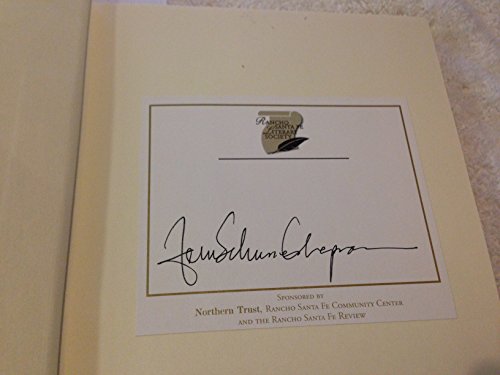 RANCHO
SANTA FE
LITERARY
SOCIETY
SPONSORED BY
NORTHERN TRUST, RANCHO SANTA FE COMMUNITY CENTER
AND THE RANCHO SANTA FE REVIEW